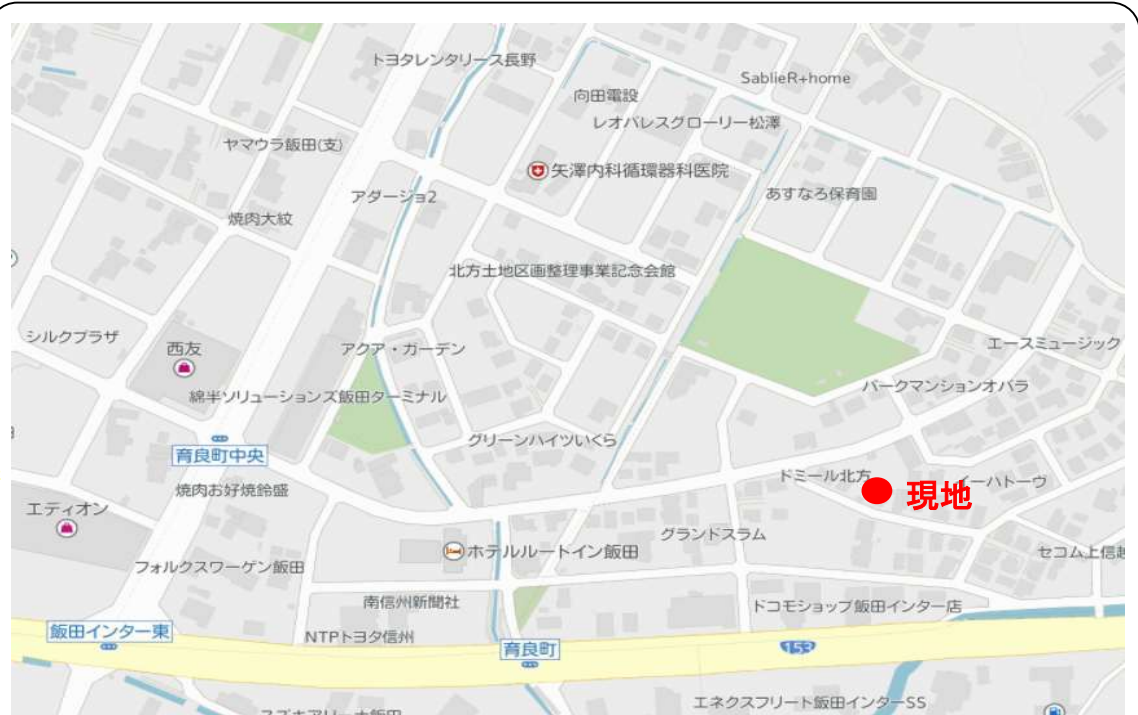 トヨタレンタリース長野
SablieR+home
向田電設
レオパレスグローリー松澤
ヤマウラ飯田(支)
矢澤内科循環器科医院
アダージョ2
あすなろ保育園
焼肉大紋
北方土地区画整理事業記念会館
シルクプラザ
西友
アクア・ガーデン
エースミュージック
パークマンションオバラ
綿半ソリューションズ飯田ターミナル
グリーンハイツいくら
育良町中央
ドミール北方
ーハトーヴ
現地
焼肉お好焼鈴盛
エディオン
グランドスラム
ホテルルートイン飯田
セコム上信越
フォルクスワーゲン飯田
南信州新聞社
ドコモショップ飯田インター店
飯田インター東
NTPトヨタ信州
育良町
153
エネクスフリート飯田インターSS